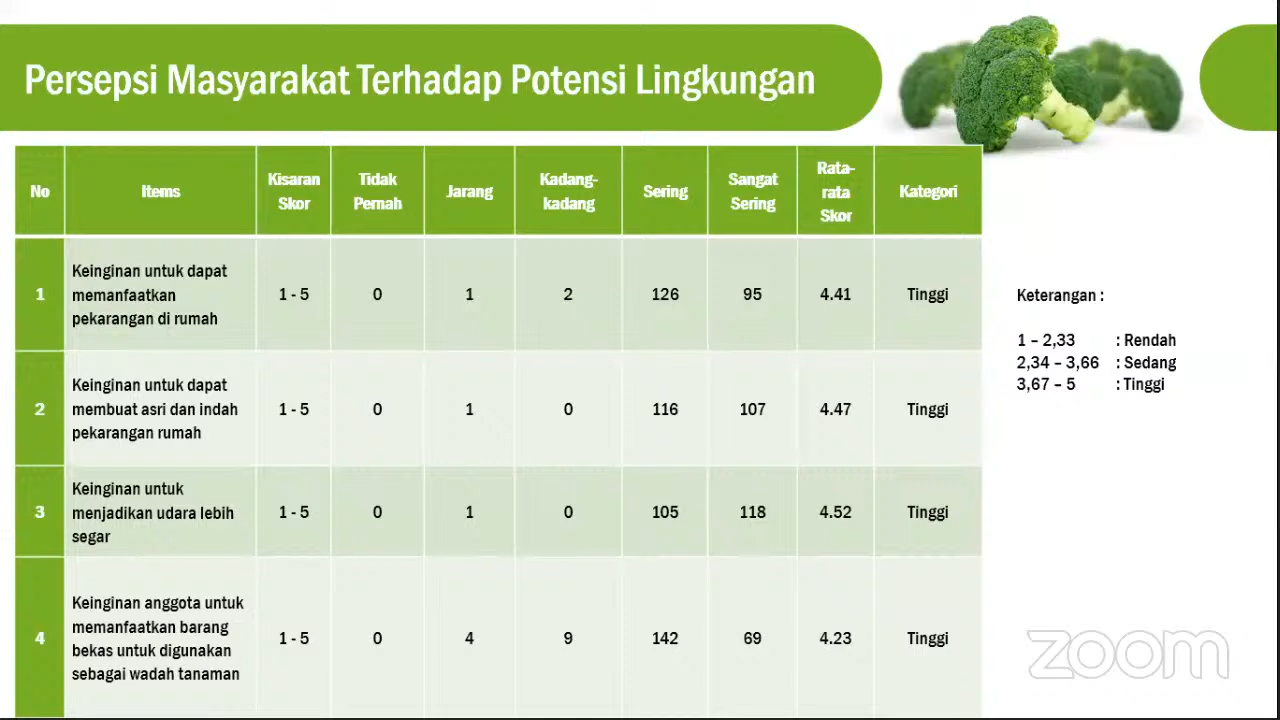 Persepsi Masyarakat Terhadap Potensi Lingkungan
No Items Kisaran Skor Tidak Pernah Jarang Kadang-kadang Sering Sangat Sering Rata-rata Skor Kategori
1 Keinginan untuk dapat memanfaatkan pekarangan di rumah 1 - 5 0 1 2 126 95 4.41 Tinggi
2 Keinginan untuk dapat membuat asri dan indah pekarangan rumah 1 - 5 0 1 0 116 107 4.47 Tinggi
3 Keinginan untuk menjadikan udara lebih segar 1 - 5 0 1 0 105 118 4.52 Tinggi
4 Keinginan anggota untuk memanfaatkan barang bekas untuk digunakan sebagai wadah tanaman 1 - 5 0 4 9 142 69 4.23 Tinggi
Keterangan :
1 – 2,33 : Rendah
2,34 – 3,66 : Sedang
3,67 – 5 : Tinggi
zoom